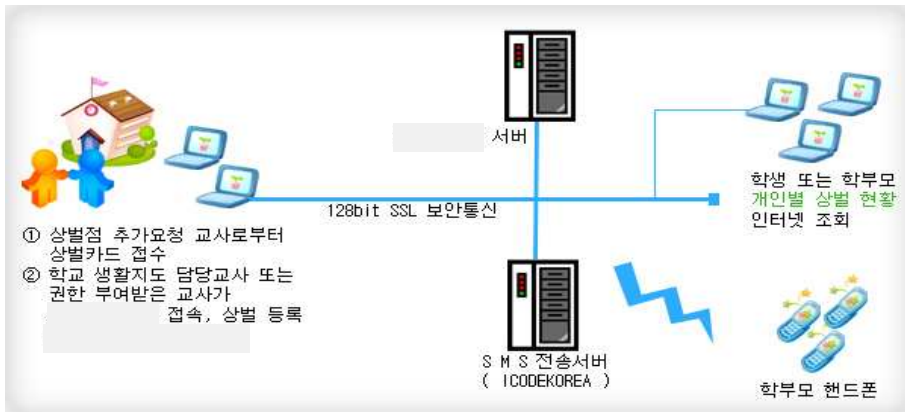 서버
128bit SSL 보안통신
① 상벌점 추가요청 교사로부터
상벌카드 접수
② 학교 생활지도 담당교사 또는
권한 부여받은 교사가
접속, 상벌 등록
S M S 전송서버
( ICODEKOREA )
학생 또는 학부모
개인별 상벌 현황
인터넷 조회
학부모 핸드폰